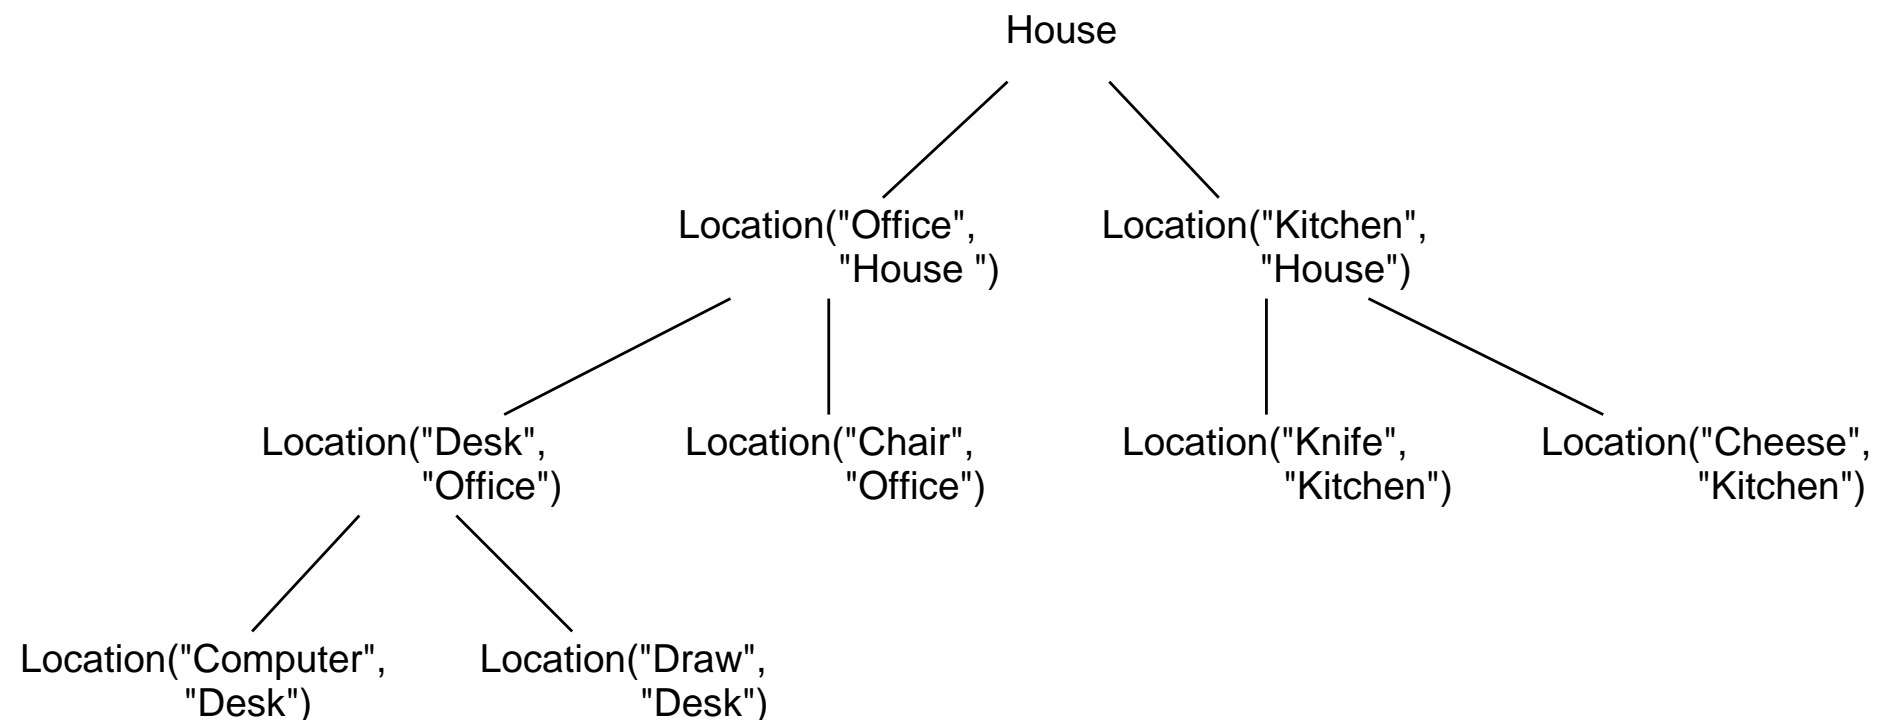 House
Location("Office",
"House ")
Location("Kitchen",
"House")
Location("Desk",
"Office")
Location("Chair",
"Office")
Location("Knife",
"Kitchen")
Location("Cheese",
"Kitchen")
Location("Computer",
"Desk")
Location("Draw",
"Desk")